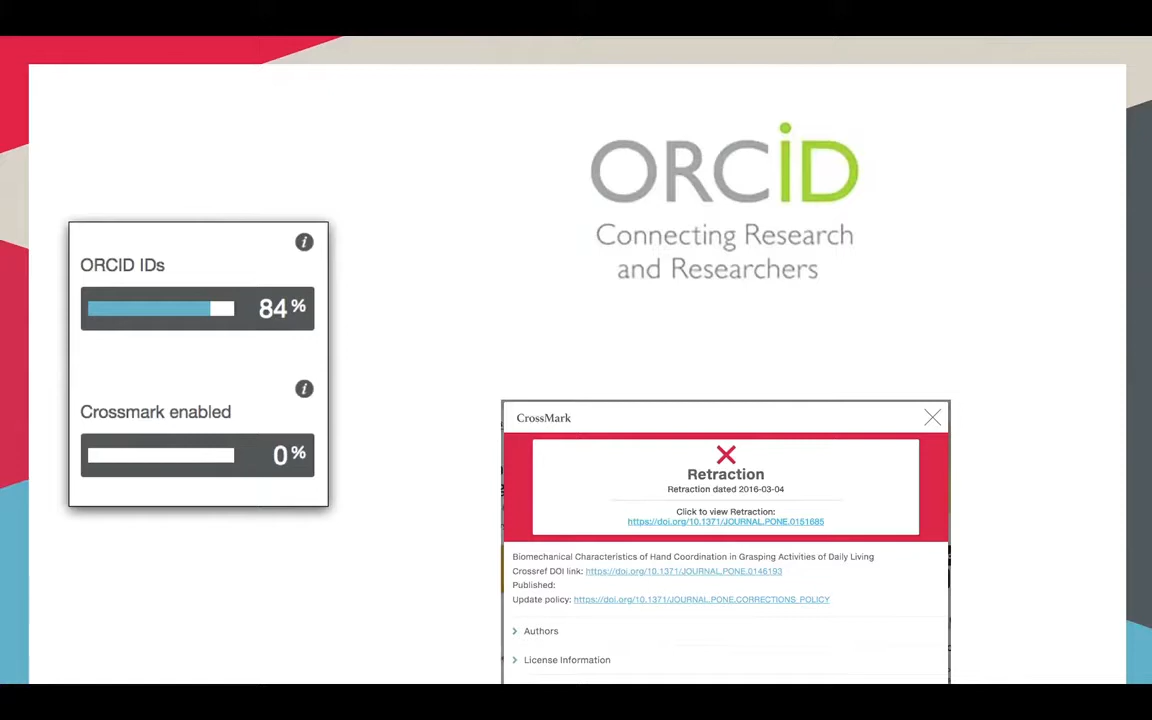 ORCID
Connecting Research
and Researchers
i
ORCID IDs
84 %
i
Crossmark enabled
0 %
CrossMark
Retraction
Retraction dated 2016-03-04
Click to view Retraction:
https://doi.org/10.1371/JOURNAL.PONE.0151685
Biomechanical Characteristics of Hand Coordination in Grasping Activities of Daily Living
Crossref DOI link: https://doi.org/10.1371/JOURNAL.PONE.0146193
Published:
Update policy: https://doi.org/10.1371/JOURNAL.PONE.CORRECTIONS_POLICY
Authors
License Information